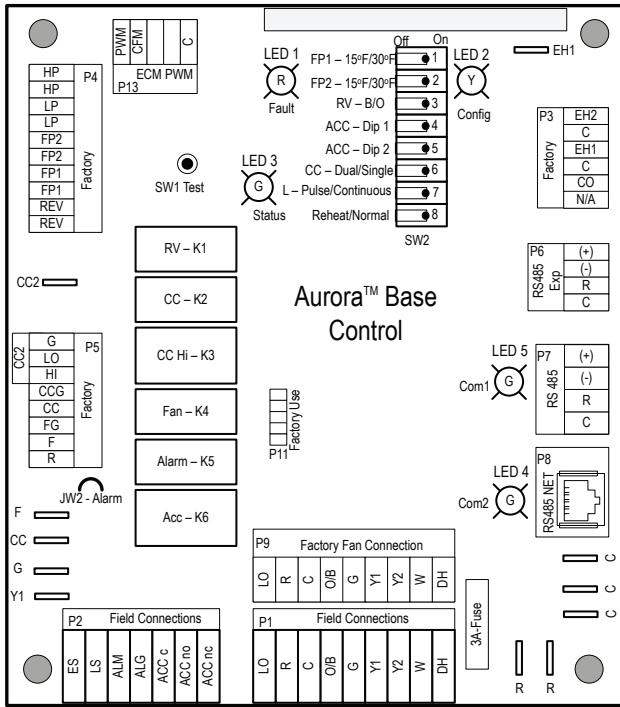 PWM
CFM
C
ECM PWM
P13
LED 1
R
Fault
Off
On
FP1 – 15ºF/30ºF
1
FP2 – 15ºF/30ºF
2
RV – B/O
3
ACC – Dip 1
4
ACC – Dip 2
5
CC – Dual/Single
6
L – Pulse/Continuous
7
Reheat/Normal
8
SW2
LED 2
Y
Config
EH1
P4
HP
HP
LP
LP
FP2
FP2
FP1
FP1
REV
REV
Factory
SW1 Test
LED 3
G
Status
P3
Factory
EH2
C
EH1
C
CO
N/A
RV – K1
CC – K2
CC Hi – K3
Fan – K4
Alarm – K5
Acc – K6
Aurora™ Base
Control
P6
RS485
Exp
(+)
(-)
R
C
CC2
CC2
P5
G
LO
HI
CCG
CC
FG
F
R
Factory
JW2 - Alarm
Factory Use
P11
LED 5
Com1
G
P7
RS 485
(+)
(-)
R
C
LED 4
Com2
G
P8
RS485 NET
F
CC
G
Y1
P9
Factory Fan Connection
LO
R
C
O/B
G
Y1
Y2
W
DH
C
C
C
P2
Field Connections
ES
LS
ALM
ALG
ACC c
ACC no
ACC nc
P1
Field Connections
LO
R
C
O/B
G
Y1
Y2
W
DH
3A-Fuse
R
R